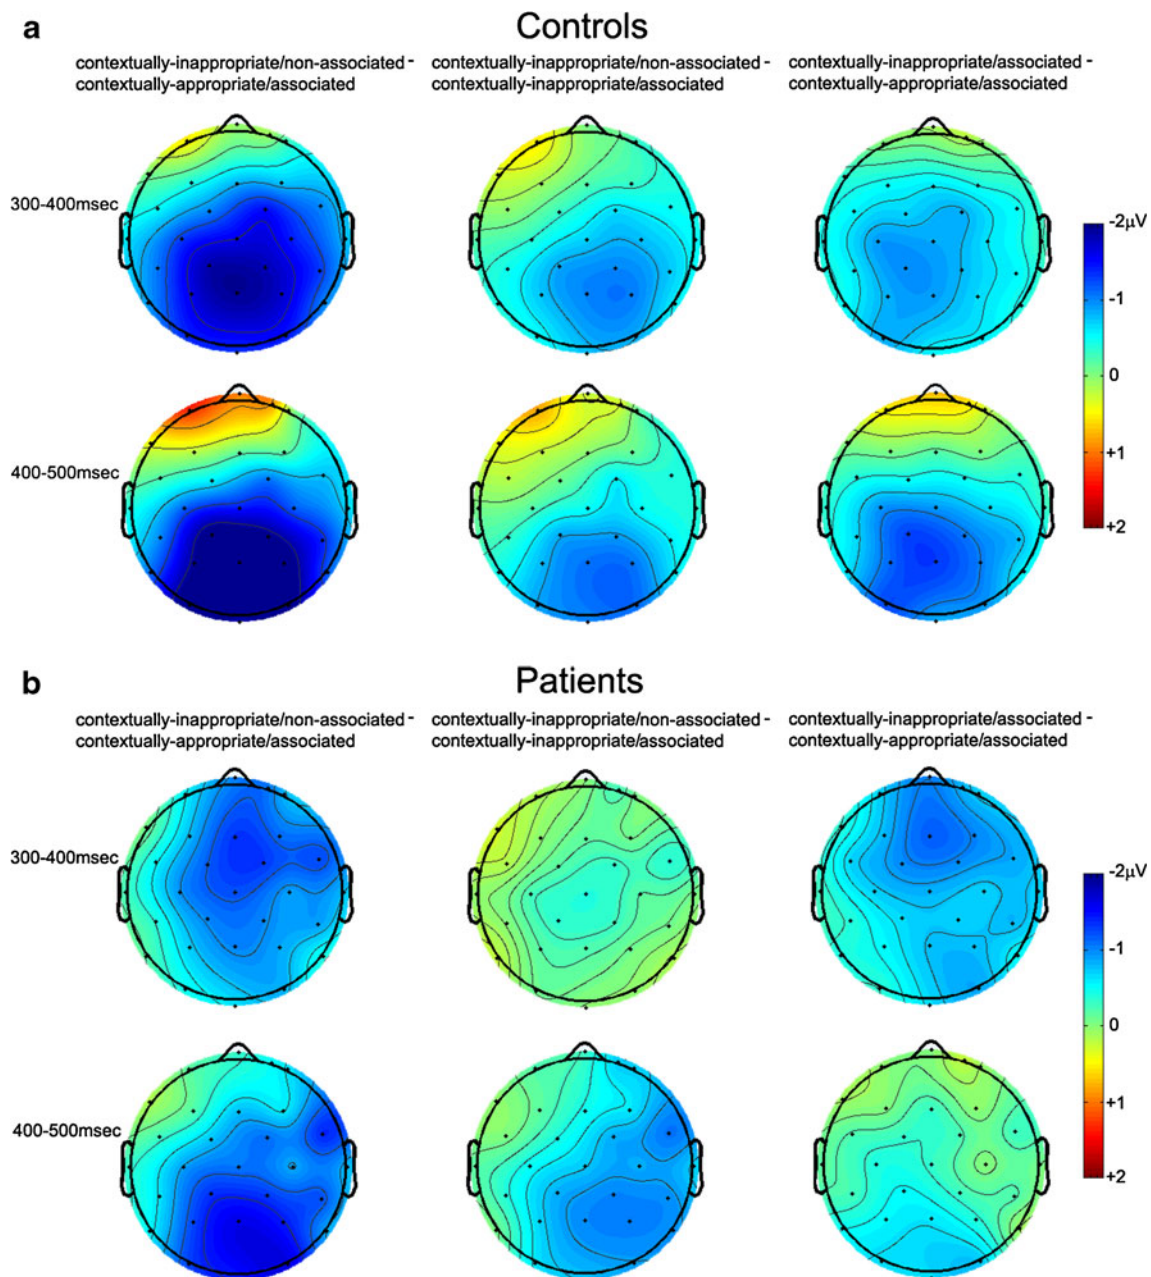 a
Controls
contextually-inappropriate/non-associated -
contextually-appropriate/associated
contextually-inappropriate/non-associated -
contextually-inappropriate/associated
contextually-inappropriate/associated -
contextually-appropriate/associated
300-400msec
-2μV
-1
0
+1
+2
400-500msec
b
Patients
contextually-inappropriate/non-associated -
contextually-appropriate/associated
contextually-inappropriate/non-associated -
contextually-inappropriate/associated
contextually-inappropriate/associated -
contextually-appropriate/associated
300-400msec
-2μV
-1
0
+1
+2
400-500msec